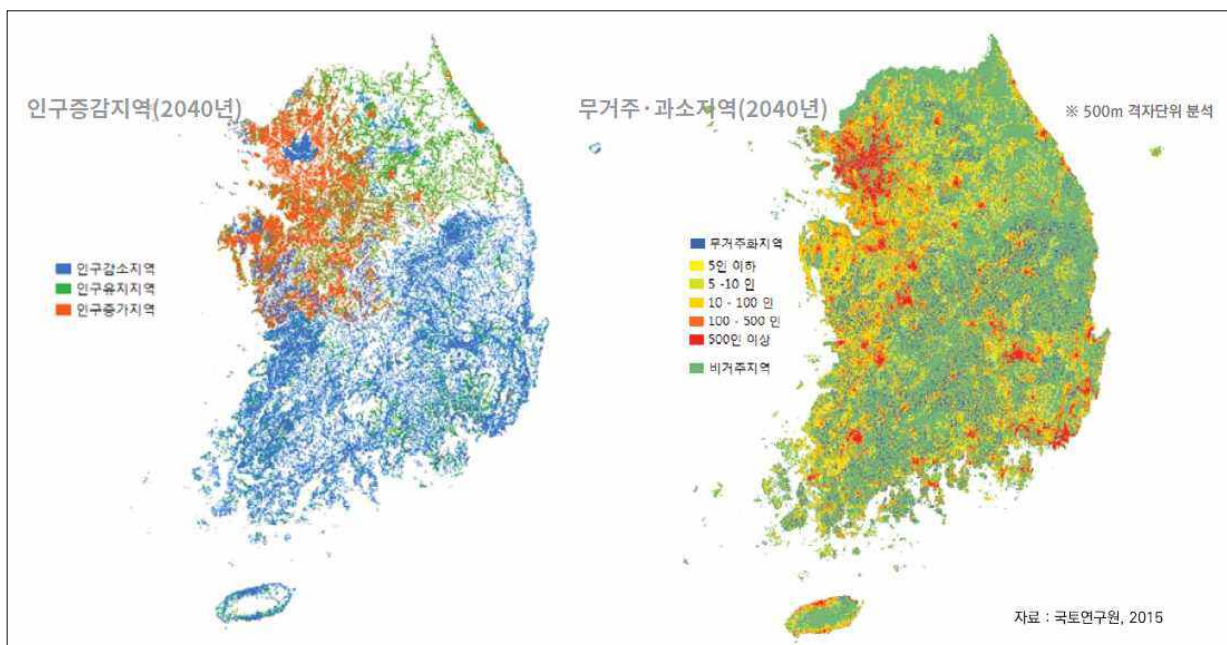 인구증감지역(2040년)
인구감소지역
인구유지지역
인구증가지역
무거주·과소지역(2040년)
※ 500m 격자단위 분석
무거주화지역
5인 이하
5 -10 인
10 - 100 인
100 - 500 인
500인 이상
비거주지역
자료 : 국토연구원, 2015